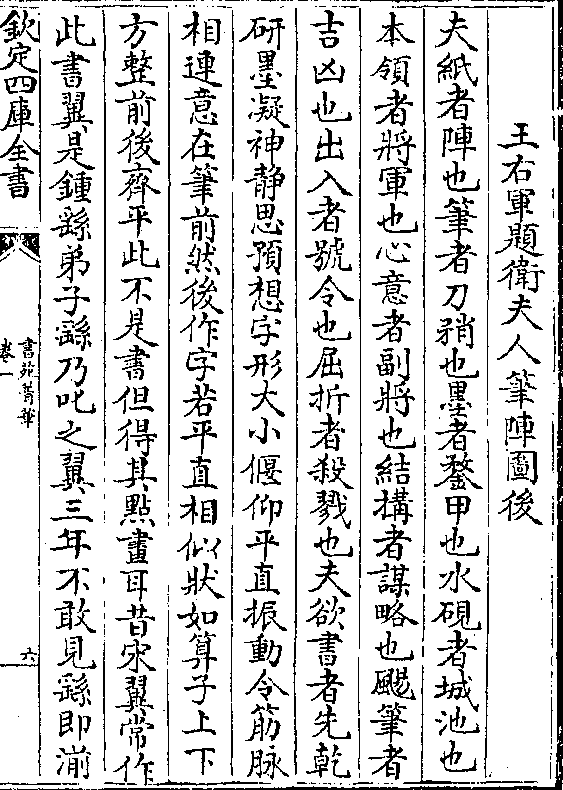 王右軍題衛夫人筆陣圖後
夫紙者陣也筆者刀矟也墨者鍪甲也水硯者城池也
本領者將軍也心意者副將也結搆者謀略也颺筆者
吉凶也出入者號令也屈折者殺戮也夫欲書者先乾
研墨凝神静思預想字形大小偃仰平直振動令筋脉
相連意在筆前然後作字若平直相似狀如算子上下
方整前後齊平此不是書但得其點畫耳昔宋翼常作
此書翼是鍾繇弟子繇乃叱之翼三年不敢見繇即潸
欽定四庫全書
書苑菁華
卷一
六